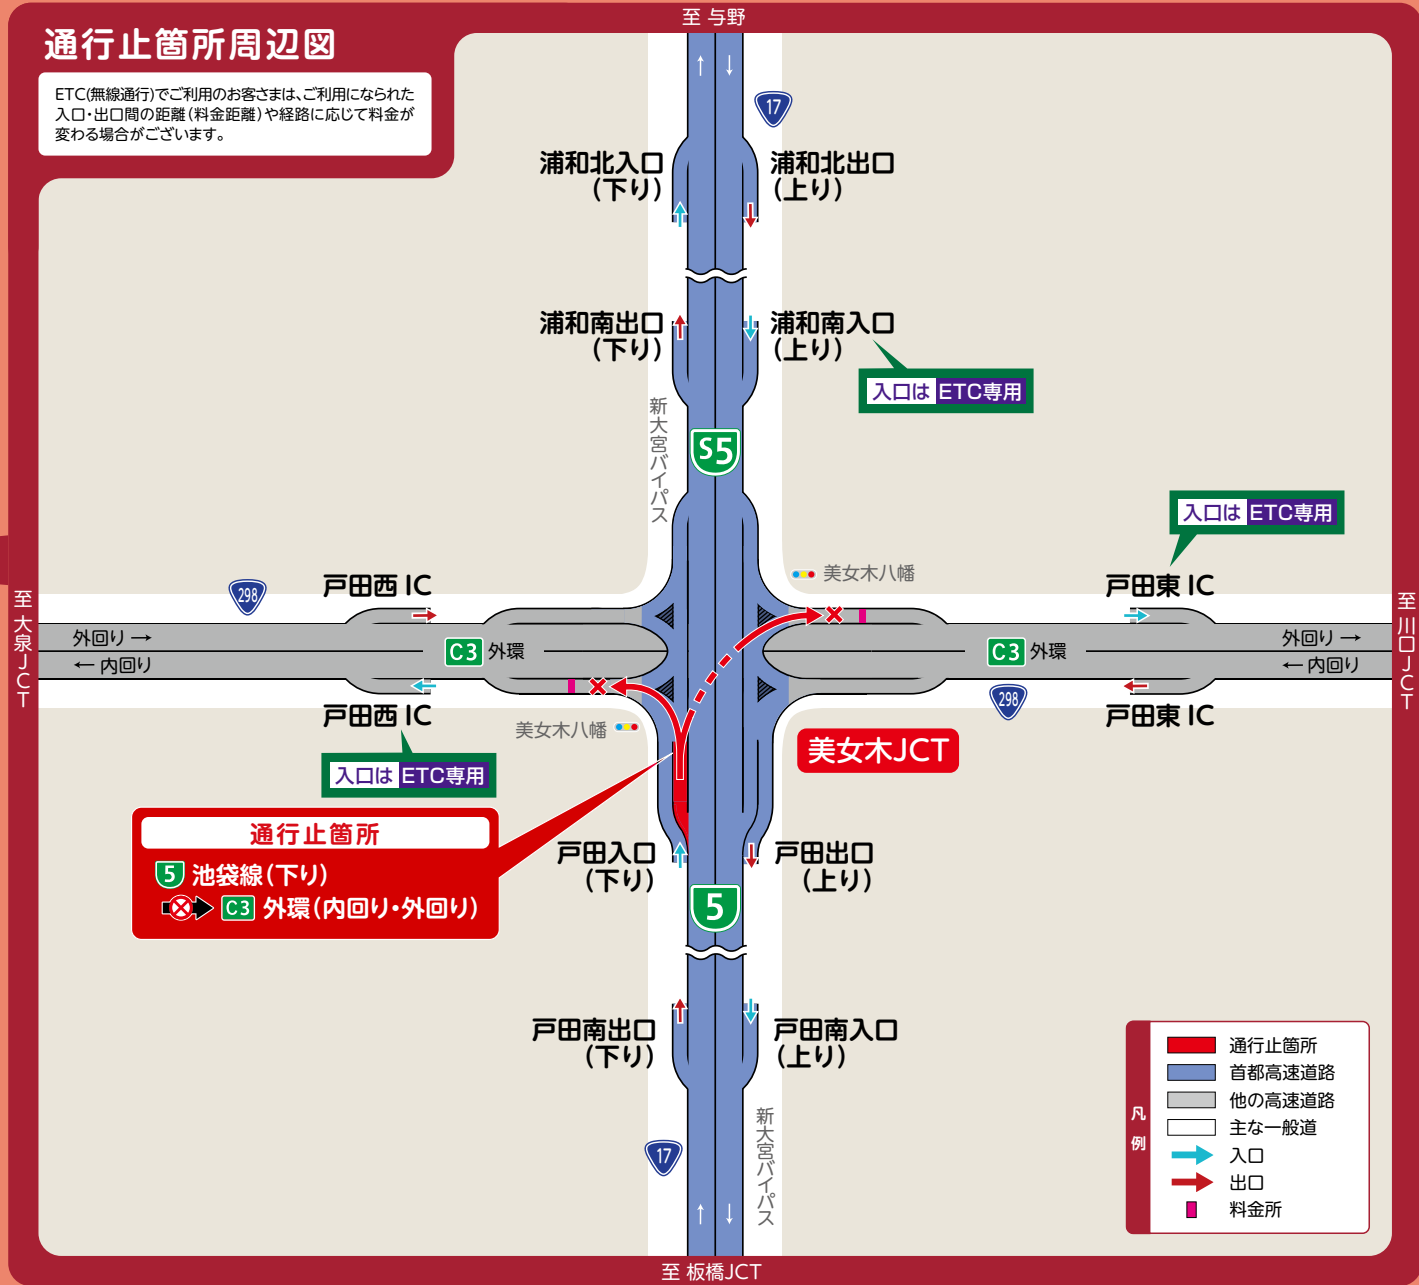 至 与野
通行止箇所周辺図
ETC(無線通行)でご利用のお客さまは、ご利用になられた
入口・出口間の距離(料金距離)や経路に応じて料金が
変わる場合がございます。
17
浦和北入口
(下り)
浦和北出口
(上り)
浦和南出口
(下り)
浦和南入口
(上り)
入口は ETC専用
新大宮バイパス
S5
入口は ETC専用
美女木八幡
戸田西 IC
戸田東 IC
298
至 大泉JCT
至 川口JCT
外回り →
← 内回り
C3 外環
C3 外環
外回り →
← 内回り
298
戸田西 IC
戸田東 IC
美女木八幡
美女木JCT
入口は ETC専用
通行止箇所
5 池袋線(下り)
C3 外環(内回り・外回り)
戸田入口
(下り)
戸田出口
(上り)
5
戸田南出口
(下り)
戸田南入口
(上り)
17
新大宮バイパス
凡例
通行止箇所
首都高速道路
他の高速道路
主な一般道
入口
出口
料金所
至 板橋JCT